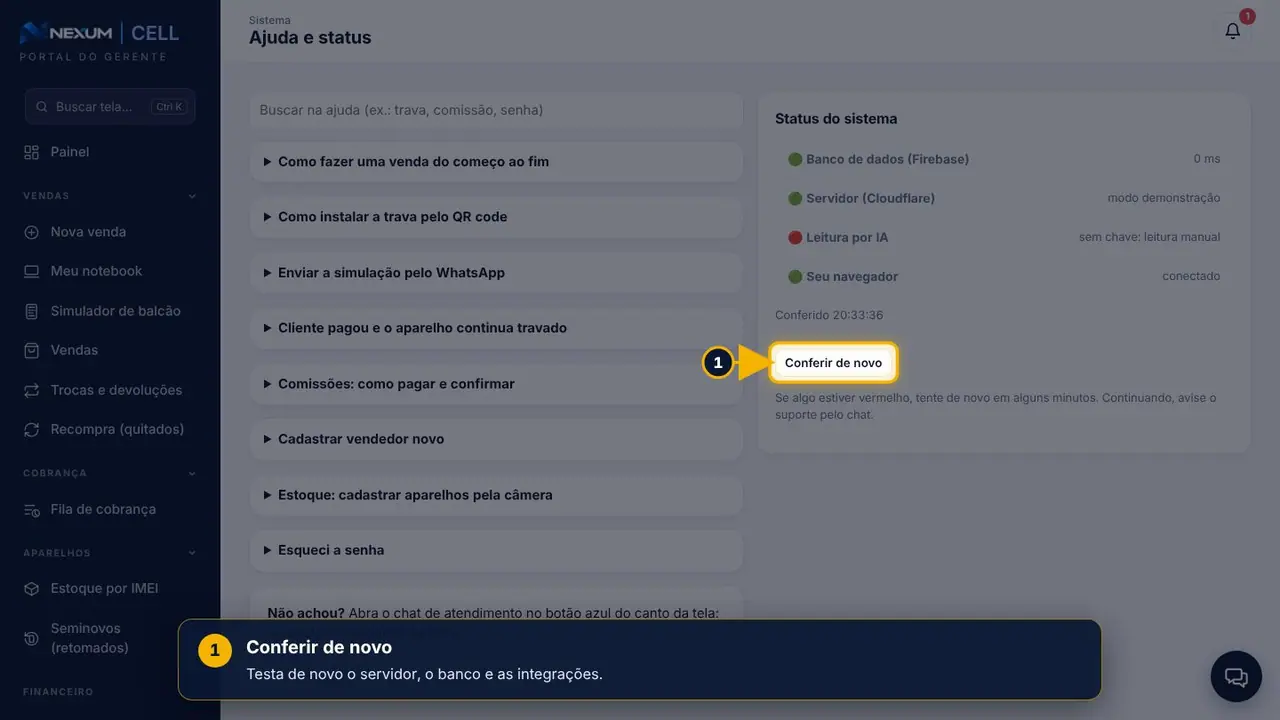 NEXUM | CELL
PORTAL DO GERENTE
Buscar tela... Ctrl K
Painel
VENDAS
Nova venda
Meu notebook
Simulador de balcão
Vendas
Trocas e devoluções
Recompra (quitados)
COBRANÇA
Fila de cobrança
APARELHOS
Estoque por IMEI
Seminovos
(retomados)
FINANCEIRO
Sistema
Ajuda e status
1
Buscar na ajuda (ex.: trava, comissão, senha)
Como fazer uma venda do começo ao fim
Como instalar a trava pelo QR code
Enviar a simulação pelo WhatsApp
Cliente pagou e o aparelho continua travado
Comissões: como pagar e confirmar
Cadastrar vendedor novo
Estoque: cadastrar aparelhos pela câmera
Esqueci a senha
Não achou? Abra o chat de atendimento no botão azul do canto da tela:
Status do sistema
Banco de dados (Firebase) 0 ms
Servidor (Cloudflare) modo demonstração
Leitura por IA sem chave: leitura manual
Seu navegador conectado
Conferido 20:33:36
1 Conferir de novo
Se algo estiver vermelho, tente de novo em alguns minutos. Continuando, avise o
suporte pelo chat.
1 Conferir de novo
Testa de novo o servidor, o banco e as integrações.